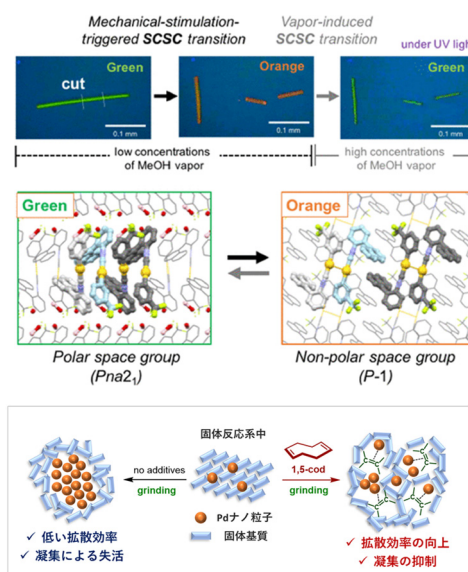 Mechanical-stimulation-
triggered SCSC transition
Vapor-induced
SCSC transition
under UV light
cut
Green
0.1 mm
Orange
0.1 mm
Green
0.1 mm
low concentrations
of MeOH vapor
high concentrations
of MeOH vapor
Green
Orange
Polar space group
(Pna2₁)
Non-polar space group
(P-1)
固体反応系中
no additives
grinding
1,5-cod
grinding
Pdナノ粒子
固体基質
✓ 低い拡散効率
✓ 凝集による失活
✓ 拡散効率の向上
✓ 凝集の抑制